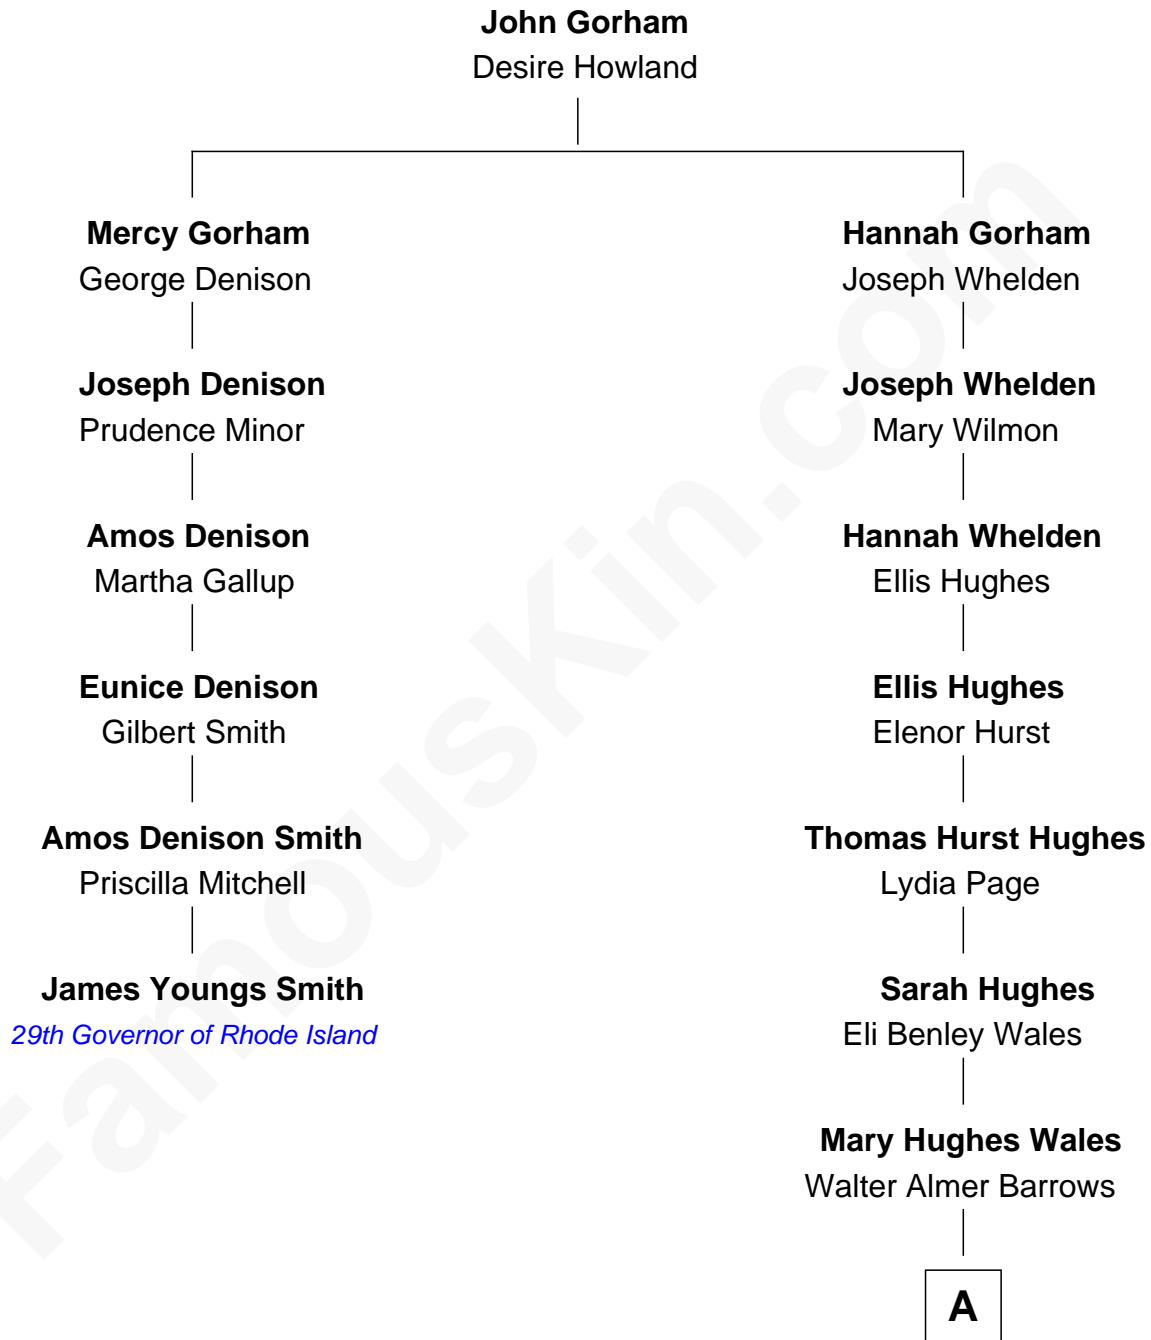 John Gorham
Desire Howland
Mercy Gorham
George Denison
Hannah Gorham
Joseph Whelden
Joseph Denison
Prudence Minor
Joseph Whelden
Mary Wilmon
Amos Denison
Martha Gallup
Hannah Whelden
Ellis Hughes
Eunice Denison
Gilbert Smith
Ellis Hughes
Elenor Hurst
Amos Denison Smith
Priscilla Mitchell
Thomas Hurst Hughes
Lydia Page
James Youngs Smith
29th Governor of Rhode Island
Sarah Hughes
Eli Benley Wales
Mary Hughes Wales
Walter Almer Barrows
A
FamousKin.com